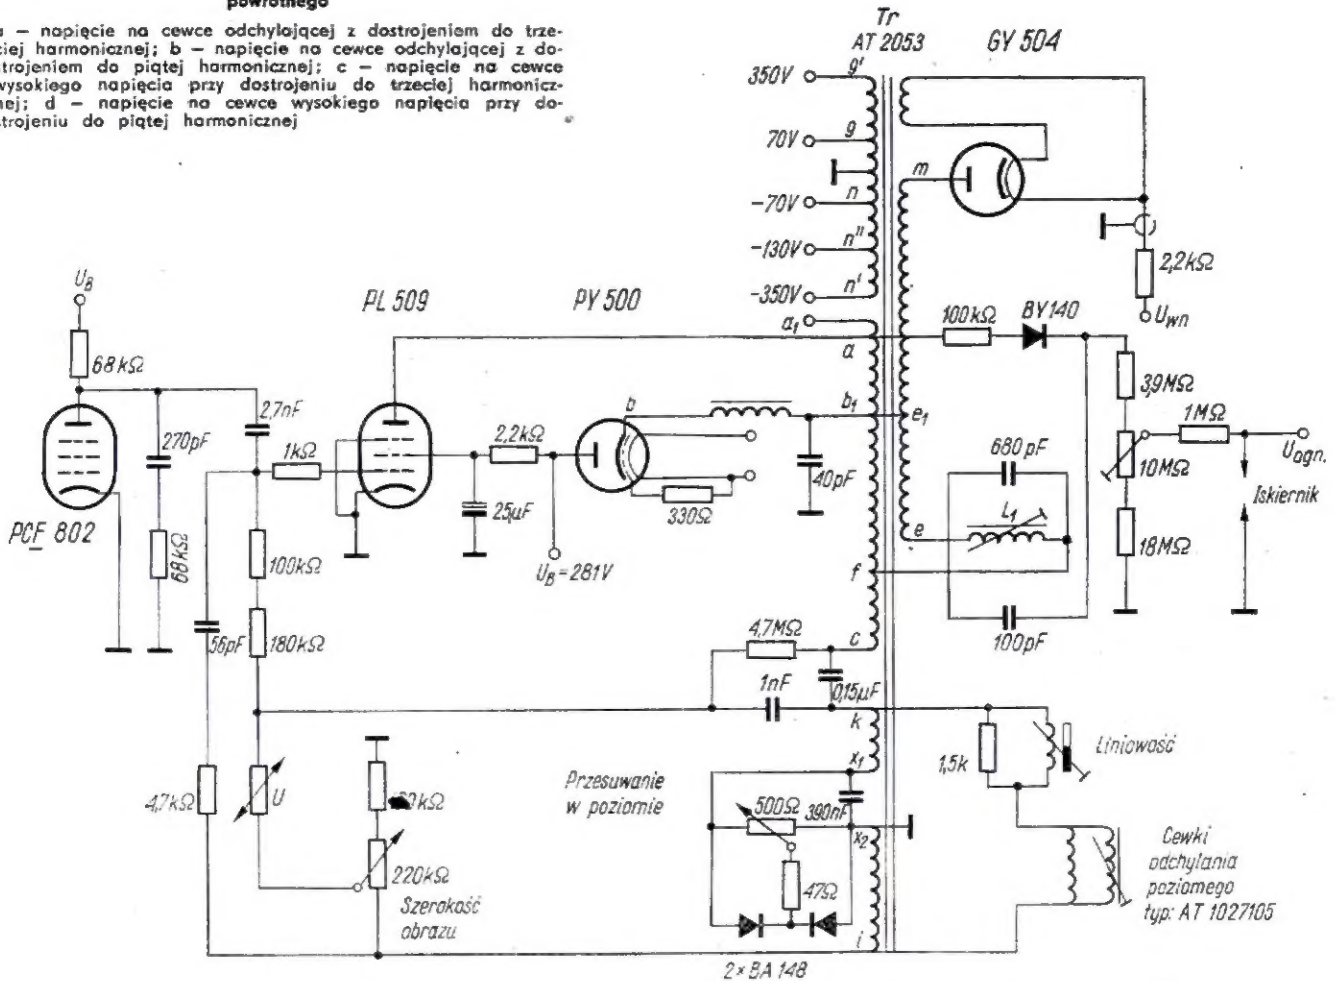 powrotnego
a — napięcie na cewce odchylającej z dostrojeniem do trze-
ciej harmonicznej; b — napięcie na cewce odchylającej z do-
strojeniem do piątej harmonicznej; c — napięcie na cewce
wysokiego napięcia przy dostrojeniu do trzeciej harmonicz-
nej; d — napięcie na cewce wysokiego napięcia przy do-
strojeniu do piątej harmonicznej
Tr
AT 2053
GY 504
350V
g'
70V
g
-70V
n
-130V
n"
-350V
n'
a₁
a
m
2,2kΩ
Uwn
U_B
68kΩ
PL 509
PY 500
100kΩ
BY 140
3,9MΩ
1MΩ
10MΩ
U ogn.
Iskiernik
18MΩ
2,7nF
270pF
1kΩ
2,2kΩ
b
b₁
e₁
40pF
680pF
L₁
e
25µF
330Ω
U_B=281V
PCF 802
68kΩ
100kΩ
56pF
180kΩ
f
100pF
4,7MΩ
c
1nF
0,15µF
k
x₁
1,5k
Liniowość
4,7kΩ
U
220kΩ
Szerokość
obrazu
Przesuwanie
w poziomie
500Ω
390nF
x₂
47Ω
i
2×BA 148
Cewki
odchylania
poziomego
typ: AT 1027105